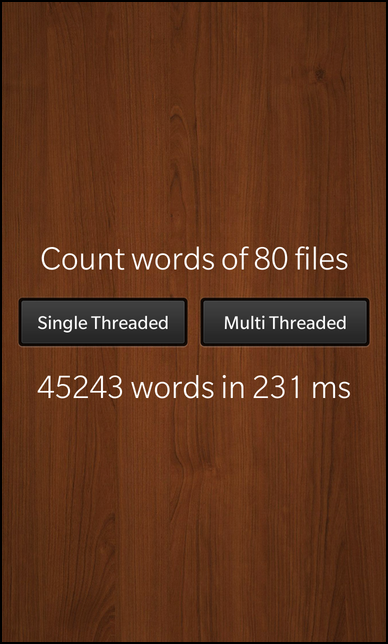 Count words of 80 files
Single Threaded Multi Threaded
45243 words in 231 ms